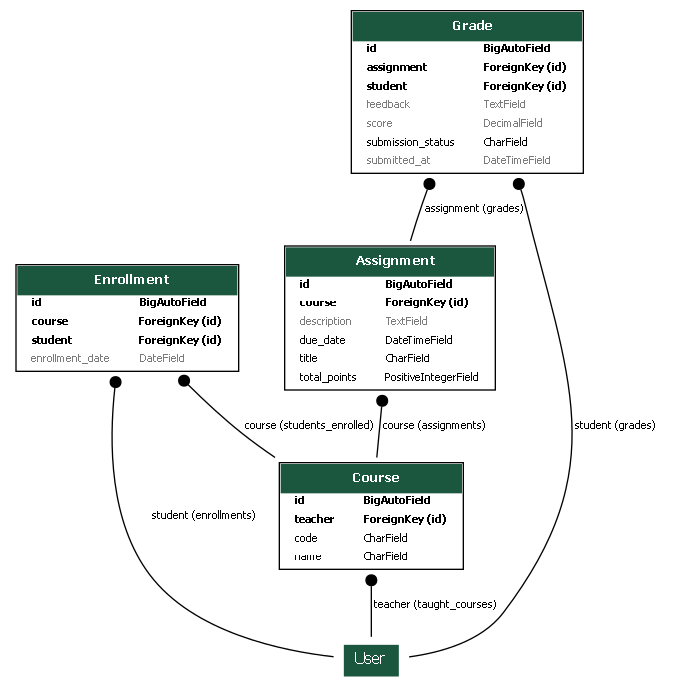 Grade
id BigAutoField
assignment ForeignKey (id)
student ForeignKey (id)
feedback TextField
score DecimalField
submission_status CharField
submitted_at DateTimeField
assignment (grades)
Assignment
id BigAutoField
course ForeignKey (id)
description TextField
due_date DateTimeField
title CharField
total_points PositiveIntegerField
Enrollment
id BigAutoField
course ForeignKey (id)
student ForeignKey (id)
enrollment_date DateField
course (students_enrolled)
course (assignments)
student (grades)
Course
id BigAutoField
teacher ForeignKey (id)
code CharField
name CharField
student (enrollments)
teacher (taught_courses)
User